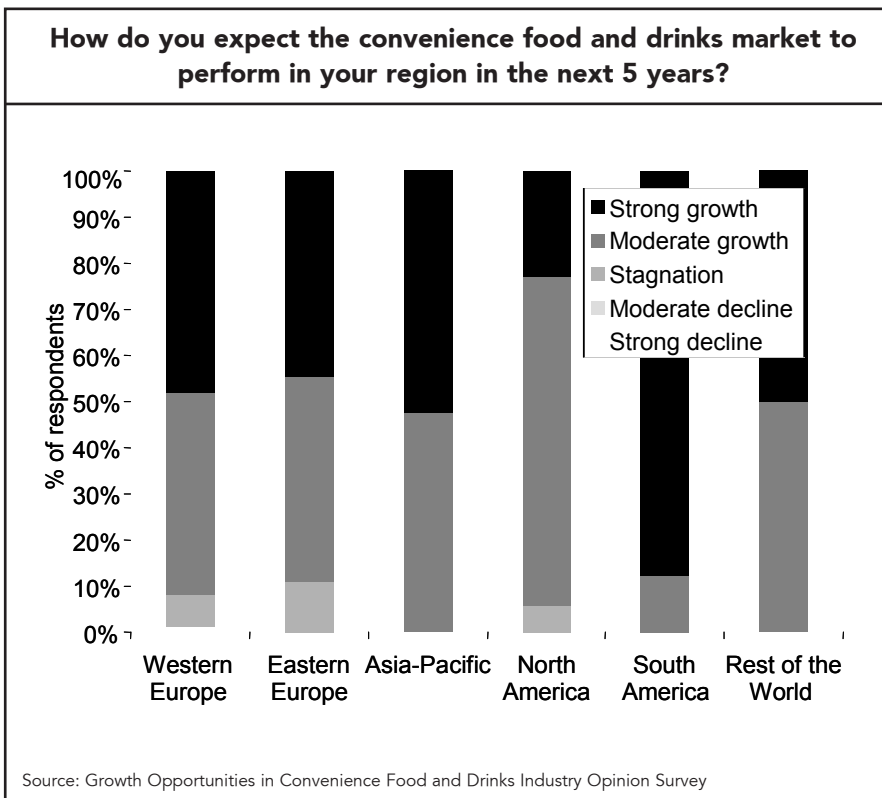 How do you expect the convenience food and drinks market to
perform in your region in the next 5 years?
100%
90%
80%
70%
60%
50%
40%
30%
20%
10%
0%
% of respondents
Strong growth
Moderate growth
Stagnation
Moderate decline
Strong decline
Western
Europe
Eastern
Europe
Asia-Pacific
North
America
South
America
Rest of the
World
Source: Growth Opportunities in Convenience Food and Drinks Industry Opinion Survey